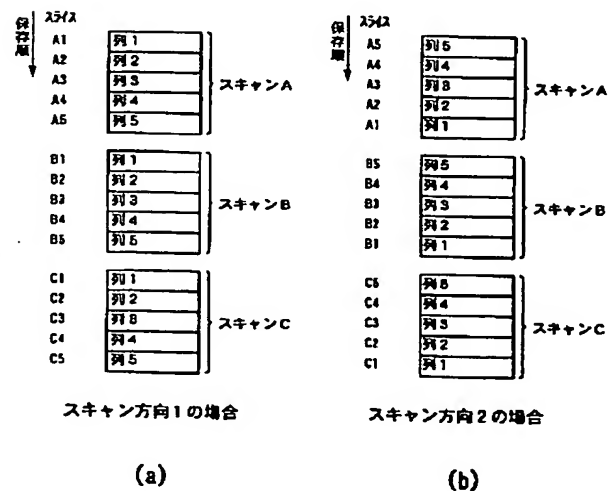 保存順
スライス
A1 列1
A2 列2
A3 列3
A4 列4
A5 列5
スキャンA
B1 列1
B2 列2
B3 列3
B4 列4
B5 列5
スキャンB
C1 列1
C2 列2
C3 列3
C4 列4
C5 列5
スキャンC
スキャン方向1の場合
(a)
保存順
スライス
A5 列5
A4 列4
A3 列3
A2 列2
A1 列1
スキャンA
B5 列5
B4 列4
B3 列3
B2 列2
B1 列1
スキャンB
C5 列5
C4 列4
C3 列3
C2 列2
C1 列1
スキャンC
スキャン方向2の場合
(b)